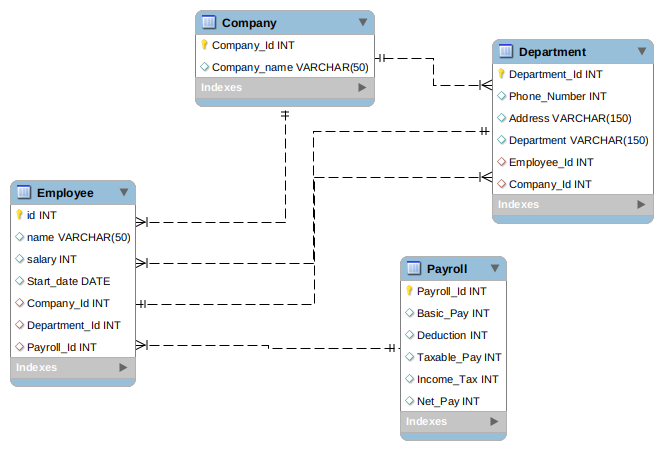 Company
Company_Id INT
Company_name VARCHAR(50)
Indexes
Department
Department_Id INT
Phone_Number INT
Address VARCHAR(150)
Department VARCHAR(150)
Employee_Id INT
Company_Id INT
Indexes
Employee
id INT
name VARCHAR(50)
salary INT
Start_date DATE
Company_Id INT
Department_Id INT
Payroll_Id INT
Indexes
Payroll
Payroll_Id INT
Basic_Pay INT
Deduction INT
Taxable_Pay INT
Income_Tax INT
Net_Pay INT
Indexes